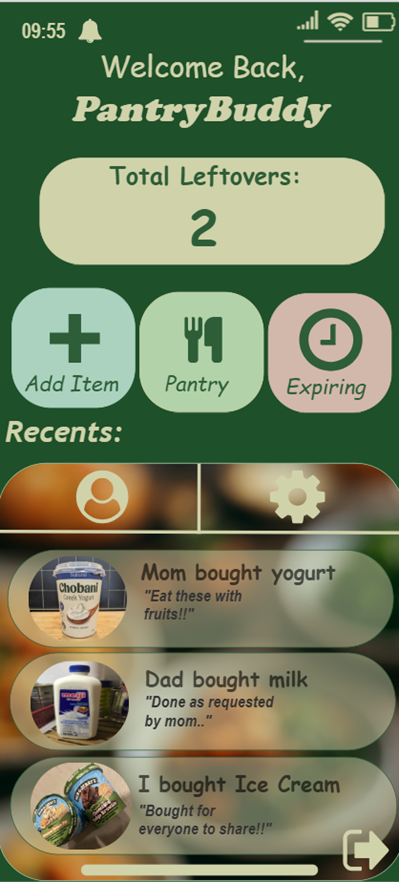 09:55
Welcome Back,
PantryBuddy
Total Leftovers:
2
Add Item
Pantry
Expiring
Recents:
Chobani
Greek Yogurt
Mom bought yogurt
"Eat these with
fruits!!"
Dad bought milk
"Done as requested
by mom.."
I bought Ice Cream
"Bought for
everyone to share!!"